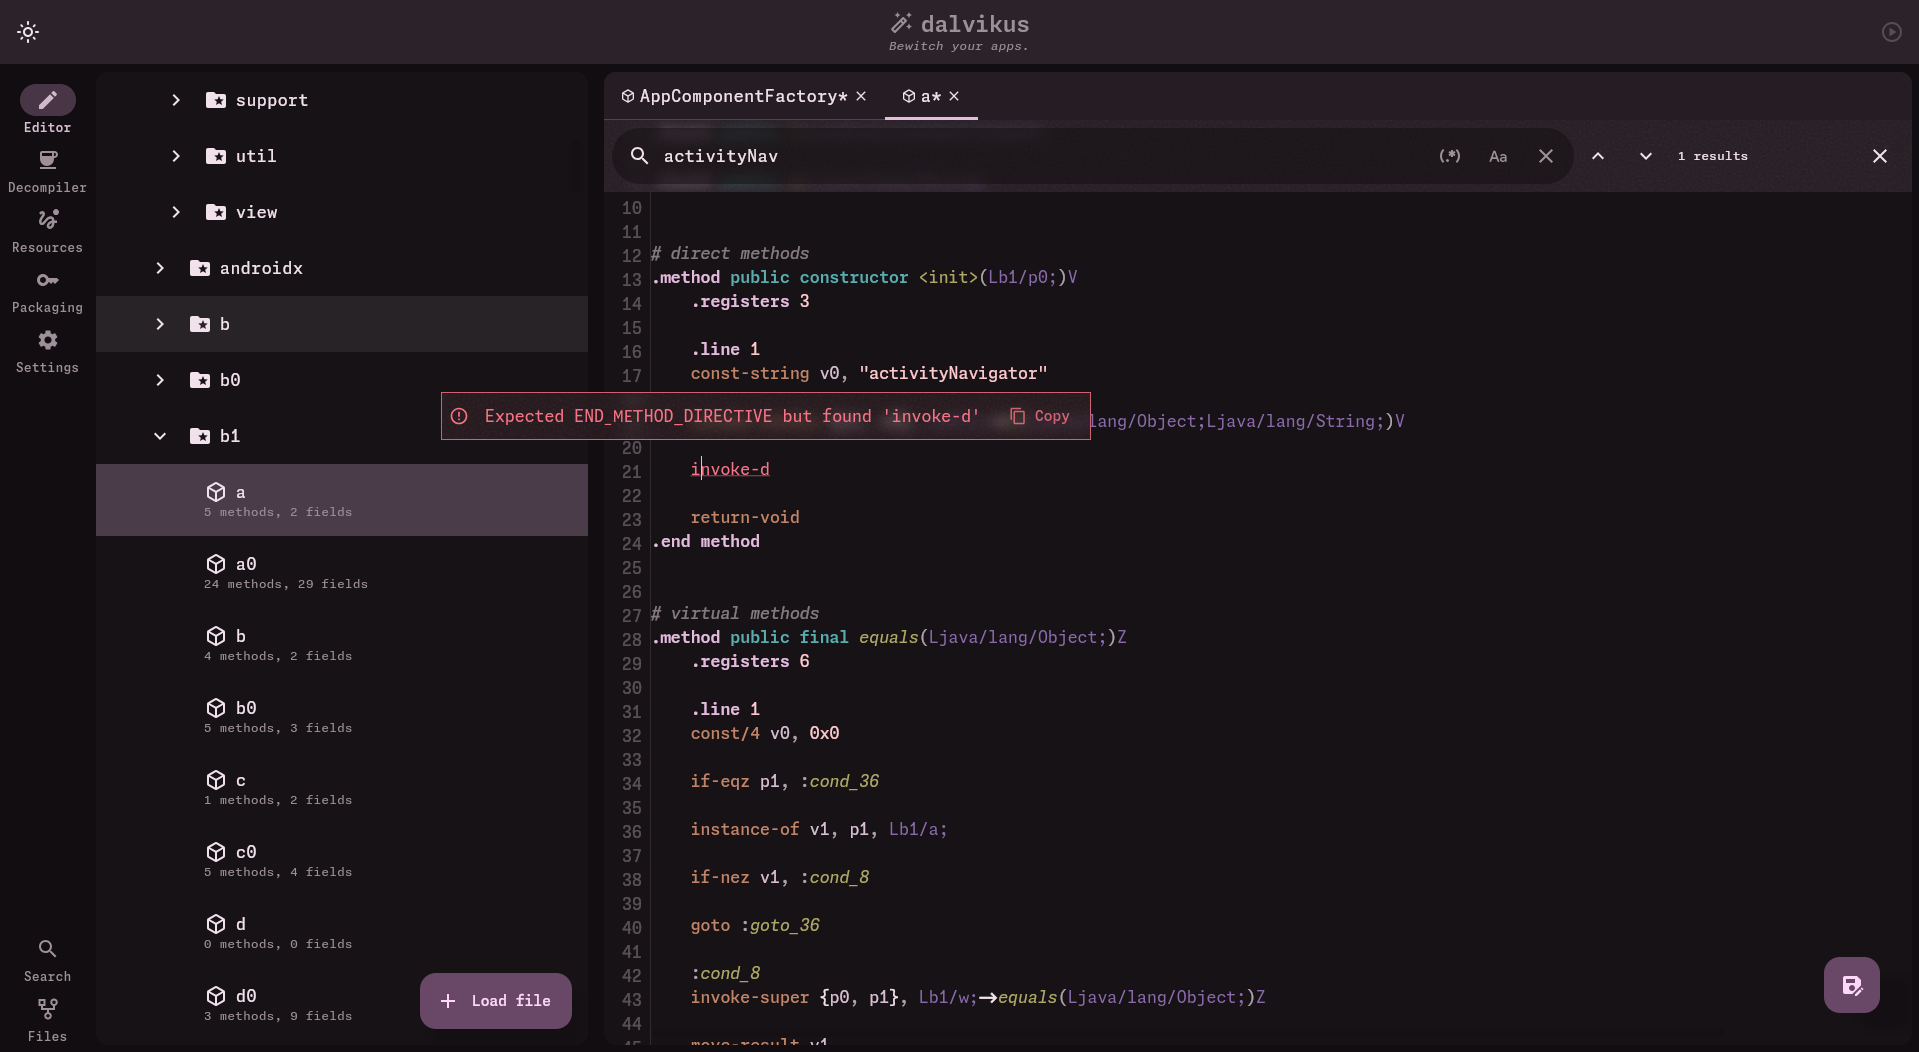 dalvikus
Bewitch your apps.
Editor
Decompiler
Resources
Packaging
Settings
Search
Files
support
util
view
androidx
b
b0
b1
a
5 methods, 2 fields
a0
24 methods, 29 fields
b
4 methods, 2 fields
b0
5 methods, 3 fields
c
1 methods, 2 fields
c0
5 methods, 4 fields
d
0 methods, 0 fields
d0
3 methods, 9 fields
Load file
AppComponentFactory* a*
activityNav (.*) Aa 1 results
10
11
12 # direct methods
13 .method public constructor <init>(Lb1/p0;)V
14 .registers 3
15
16 .line 1
17 const-string v0, "activityNavigator"
Expected END_METHOD_DIRECTIVE but found 'invoke-d' Copy
lang/Object;Ljava/lang/String;)V
20
21 invoke-d
22
23 return-void
24 .end method
25
26
27 # virtual methods
28 .method public final equals(Ljava/lang/Object;)Z
29 .registers 6
30
31 .line 1
32 const/4 v0, 0x0
33
34 if-eqz p1, :cond_36
35
36 instance-of v1, p1, Lb1/a;
37
38 if-nez v1, :cond_8
39
40 goto :goto_36
41
42 :cond_8
43 invoke-super {p0, p1}, Lb1/w;->equals(Ljava/lang/Object;)Z
44
45 move-result v1